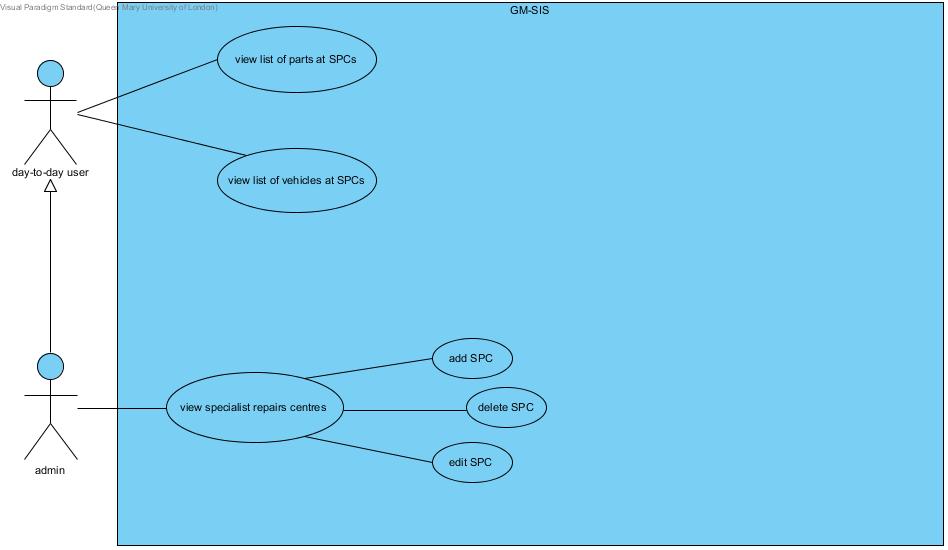 Visual Paradigm Standard(Queen Mary University of London)
GM-SIS
view list of parts at SPCs
day-to-day user
view list of vehicles at SPCs
add SPC
view specialist repairs centres
delete SPC
edit SPC
admin